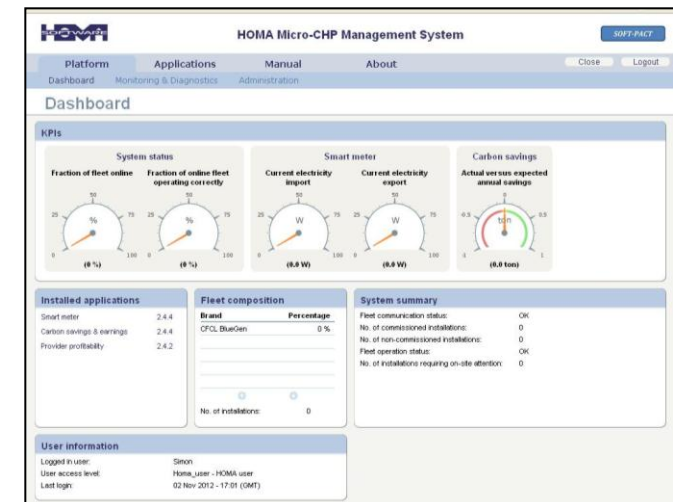 HOMA SOFTWARE
HOMA Micro-CHP Management System
SOFT-PACT
Platform Applications Manual About Close Logout
Dashboard Monitoring & Diagnostics Administration
Dashboard
KPIs
System status
Fraction of fleet online
0 25 50 75 100
%
(0 %)
Fraction of online fleet
operating correctly
0 25 50 75 100
%
(0 %)
Smart meter
Current electricity
import
0 25 50 75 100
W
(0.0 W)
Current electricity
export
0 25 50 75 100
W
(0.0 W)
Carbon savings
Actual versus expected
annual savings
1 0.5 0 0.5 1
ton
(0.0 ton)
Installed applications
Smart meter 2.4.4
Carbon savings & earnings 2.4.4
Provider profitability 2.4.2
Fleet composition
Brand Percentage
CFCL BlueGen 0 %
No. of installations: 0
System summary
Fleet communication status: OK
No. of commissioned installations: 0
No. of non-commissioned installations: 0
Fleet operation status: OK
No. of installations requiring on-site attention: 0
User information
Logged in user: Simon
User access level: Homa_user - HOMA user
Last login: 02 Nov 2012 - 17:01 (GMT)